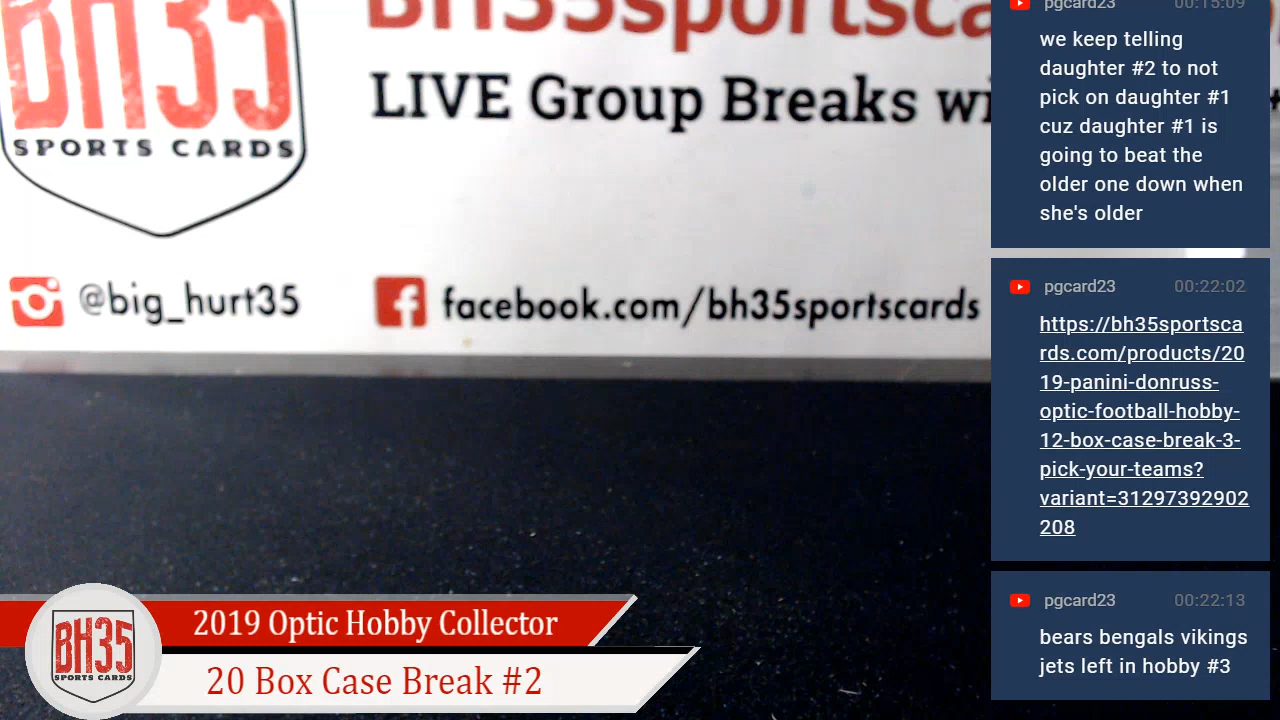 BH35sportsca
BH35
SPORTS CARDS
LIVE Group Breaks wi
@big_hurt35
facebook.com/bh35sportscards
pgcard23 00:15:09
we keep telling
daughter #2 to not
pick on daughter #1
cuz daughter #1 is
going to beat the
older one down when
she's older
pgcard23 00:22:02
https://bh35sportsca
rds.com/products/20
19-panini-donruss-
optic-football-hobby-
12-box-case-break-3-
pick-your-teams?
variant=31297392902
208
pgcard23 00:22:13
bears bengals vikings
jets left in hobby #3
BH35
SPORTS CARDS
2019 Optic Hobby Collector
20 Box Case Break #2